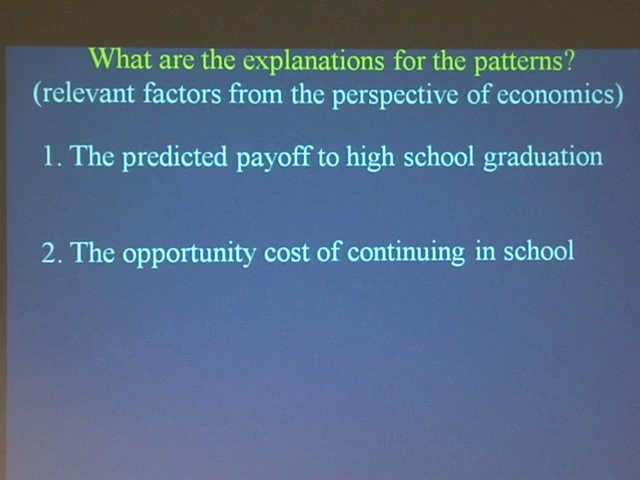 What are the explanations for the patterns?
(relevant factors from the perspective of economics)
1. The predicted payoff to high school graduation
2. The opportunity cost of continuing in school